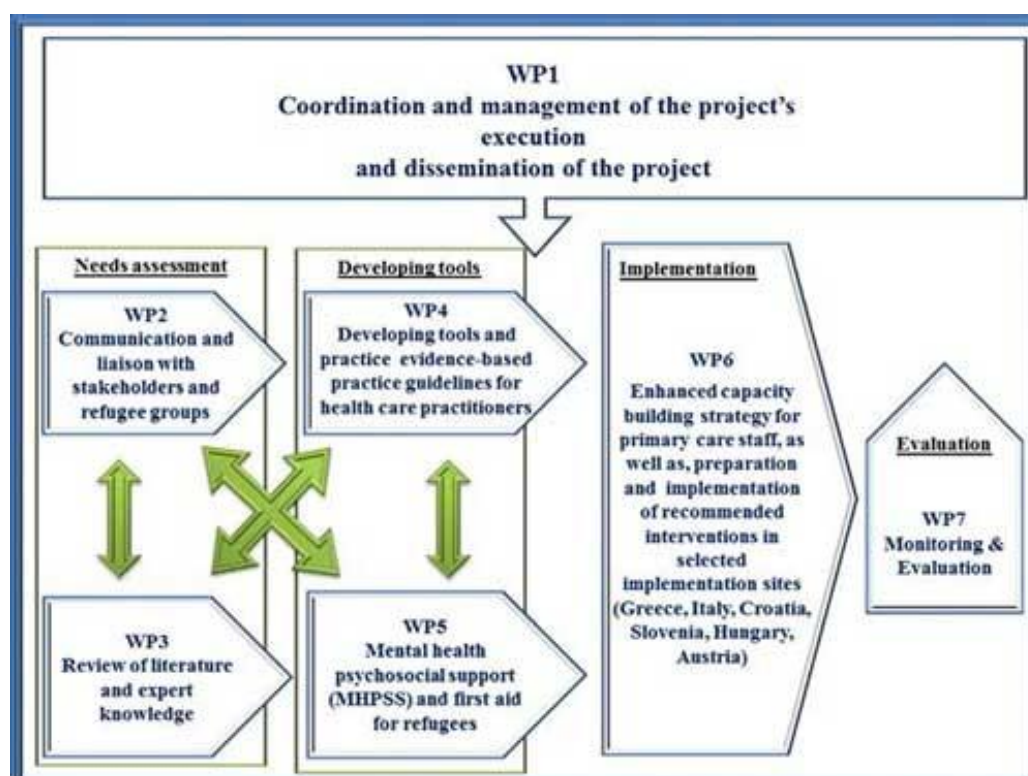 WP1
Coordination and management of the project's
execution
and dissemination of the project
Needs assessment
WP2
Communication and
liaison with
stakeholders and
refugee groups
WP3
Review of literature
and expert
knowledge
Developing tools
WP4
Developing tools and
practice evidence-based
practice guidelines for
health care practitioners
WP5
Mental health
psychosocial support
(MHPSS) and first aid
for refugees
Implementation
WP6
Enhanced capacity
building strategy for
primary care staff, as
well as, preparation
and implementation
of recommended
interventions in
selected
implementation sites
(Greece, Italy, Croatia,
Slovenia, Hungary,
Austria)
Evaluation
WP7
Monitoring &
Evaluation